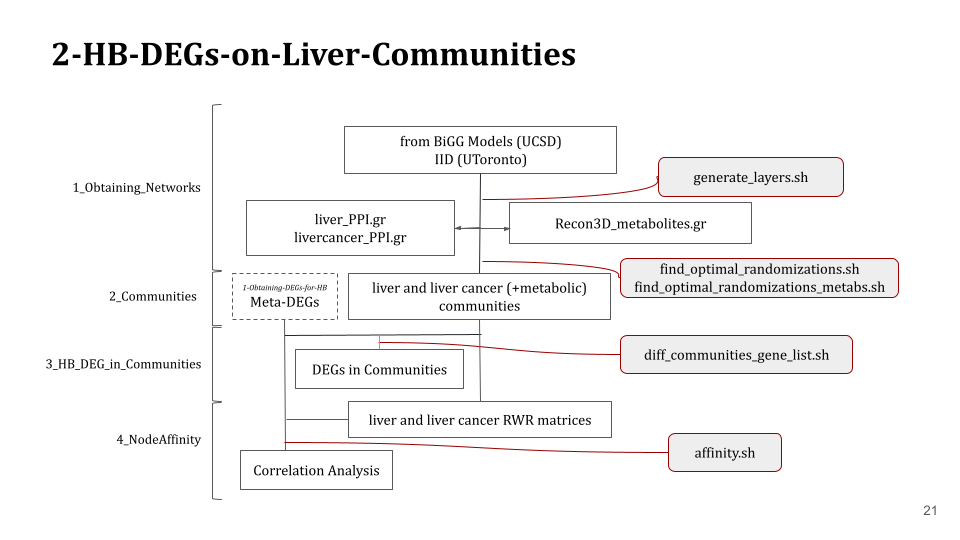 2-HB-DEGs-on-Liver-Communities
from BiGG Models (UCSD)
IID (UToronto)
1_Obtaining_Networks
generate_layers.sh
liver_PPI.gr
livercancer_PPI.gr
Recon3D_metabolites.gr
find_optimal_randomizations.sh
find_optimal_randomizations_metabs.sh
2_Communities
1-Obtaining-DEGs-for-HB
Meta-DEGs
liver and liver cancer (+metabolic)
communities
3_HB_DEG_in_Communities
diff_communities_gene_list.sh
DEGs in Communities
4_NodeAffinity
liver and liver cancer RWR matrices
affinity.sh
Correlation Analysis
21